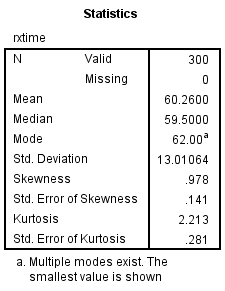 Statistics
rxtime
N Valid 300
Missing 0
Mean 60.2600
Median 59.5000
Mode 62.00a
Std. Deviation 13.01064
Skewness .978
Std. Error of Skewness .141
Kurtosis 2.213
Std. Error of Kurtosis .281
a. Multiple modes exist. The
smallest value is shown